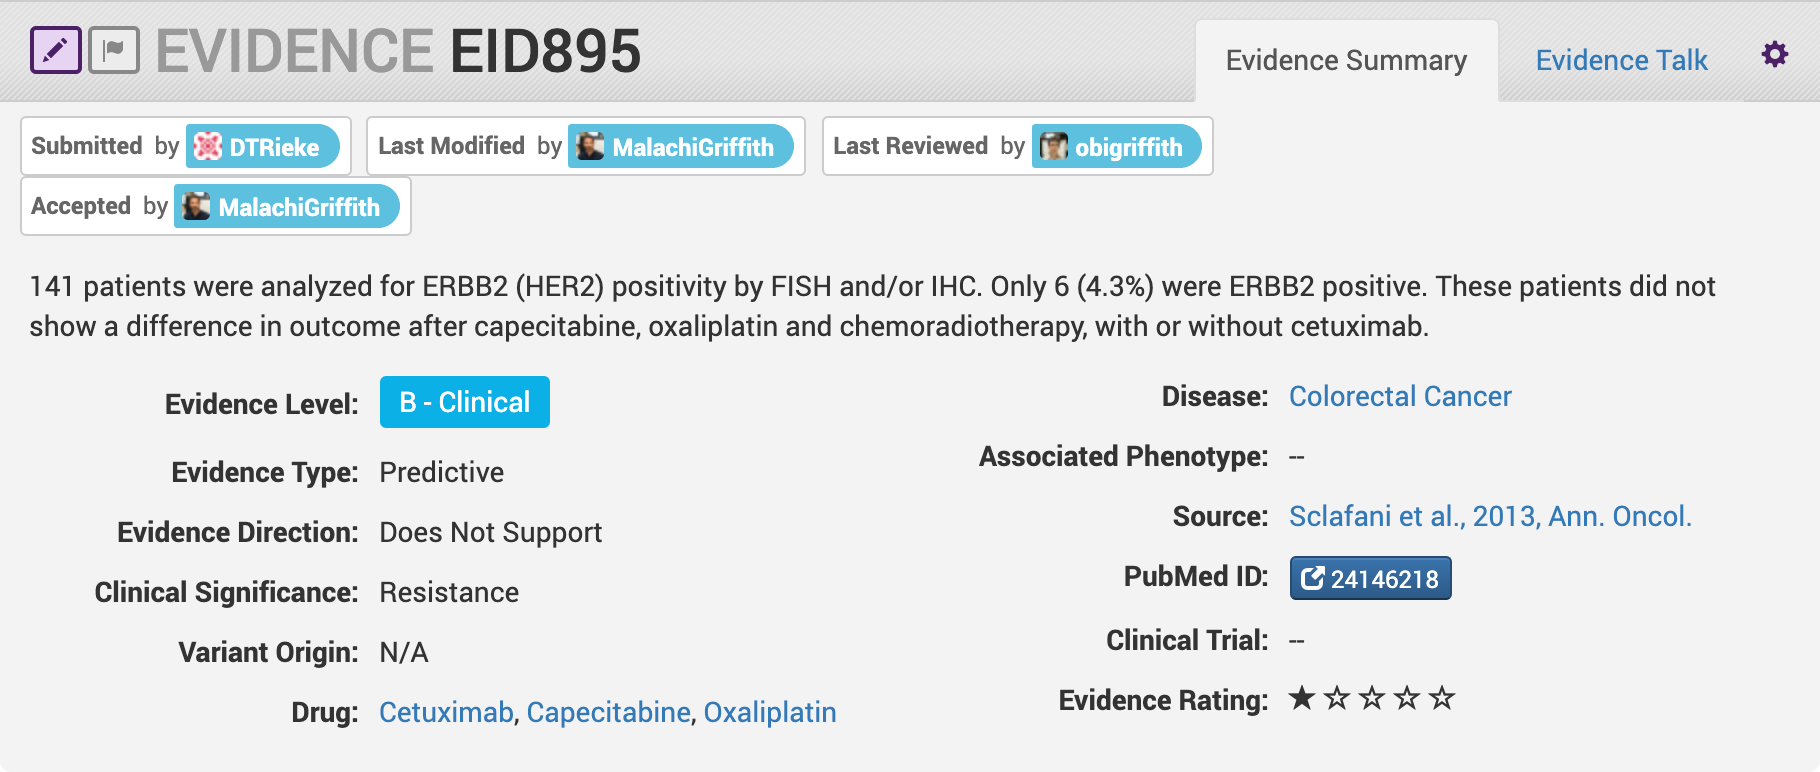 EVIDENCE EID895
Evidence Summary
Evidence Talk
Submitted by DTRieke
Last Modified by MalachiGriffith
Last Reviewed by obigriffith
Accepted by MalachiGriffith
141 patients were analyzed for ERBB2 (HER2) positivity by FISH and/or IHC. Only 6 (4.3%) were ERBB2 positive. These patients did not
show a difference in outcome after capecitabine, oxaliplatin and chemoradiotherapy, with or without cetuximab.
Evidence Level: B - Clinical
Evidence Type: Predictive
Evidence Direction: Does Not Support
Clinical Significance: Resistance
Variant Origin: N/A
Drug: Cetuximab, Capecitabine, Oxaliplatin
Disease: Colorectal Cancer
Associated Phenotype: --
Source: Sclafani et al., 2013, Ann. Oncol.
PubMed ID: 24146218
Clinical Trial: --
Evidence Rating: ★☆☆☆☆